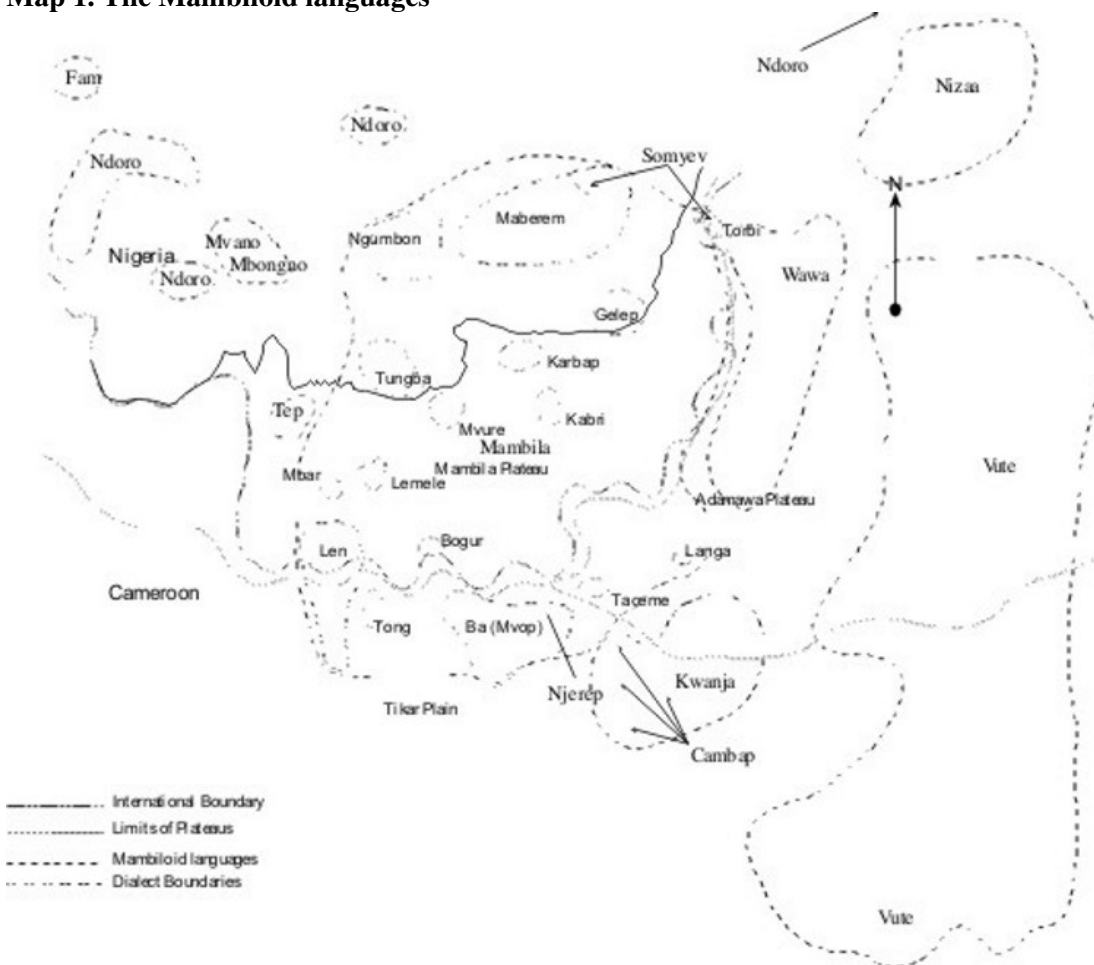 Map 1. The Mambiloid languages
Ndoro
Nizaa
Fam
Ndoro
Ndoro
Somyev
N
Maberem
Ngumbon
Torbi
Mvano
Nigeria
Mbongno
Ndoro
Wawa
Gelep
Karbap
Tungba
Tep
Kabri
Mvure
Mambila
Mambila Plateau
Mbar
Lemele
Vute
Adamawa Plateau
Len
Bogur
Langa
Cameroon
Taceme
Tong
Ba (Mvop)
Njerep
Kwanja
Tikar Plain
Cambap
International Boundary
Limits of Plateaus
Mambiloid languages
Dialect Boundaries
Vute